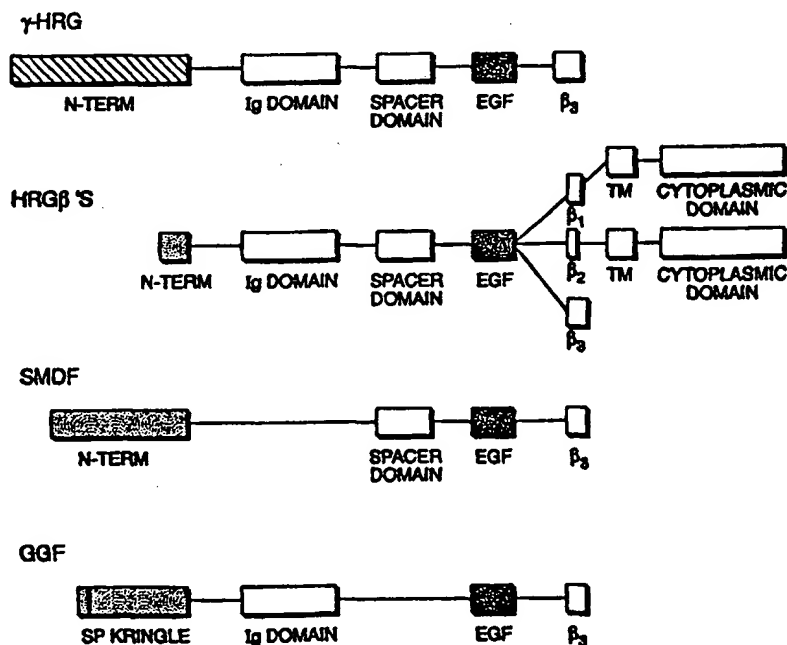 γ-HRG
N-TERM Ig DOMAIN SPACER DOMAIN EGF β3
HRGβ'S
N-TERM Ig DOMAIN SPACER DOMAIN EGF
β1 TM CYTOPLASMIC DOMAIN
β2 TM CYTOPLASMIC DOMAIN
β3
SMDF
N-TERM SPACER DOMAIN EGF β3
GGF
SP KRINGLE Ig DOMAIN EGF β3